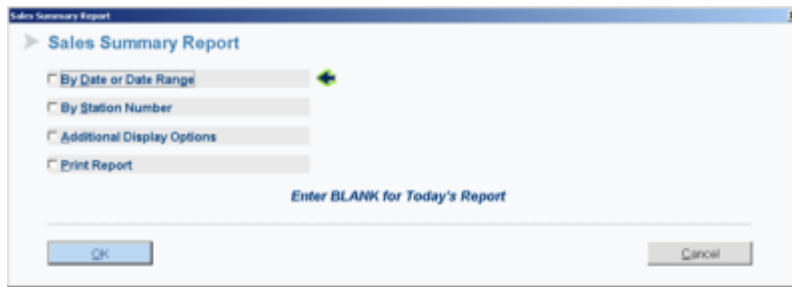 Sales Summary Report
Sales Summary Report
By Date or Date Range
By Station Number
Additional Display Options
Print Report
Enter BLANK for Today's Report
OK
Cancel